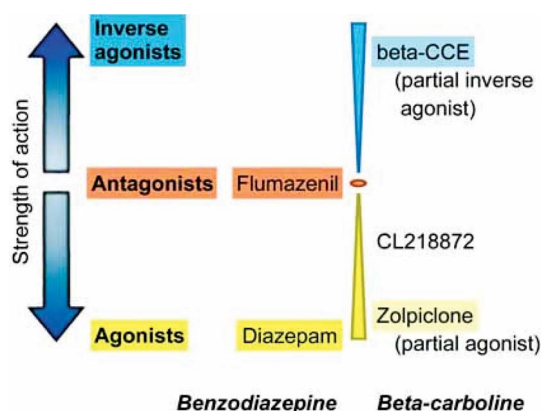 Inverse
agonists
beta-CCE
(partial inverse
agonist)
Strength of action
Antagonists
Flumazenil
CL218872
Agonists
Diazepam
Zolpiclone
(partial agonist)
Benzodiazepine
Beta-carboline